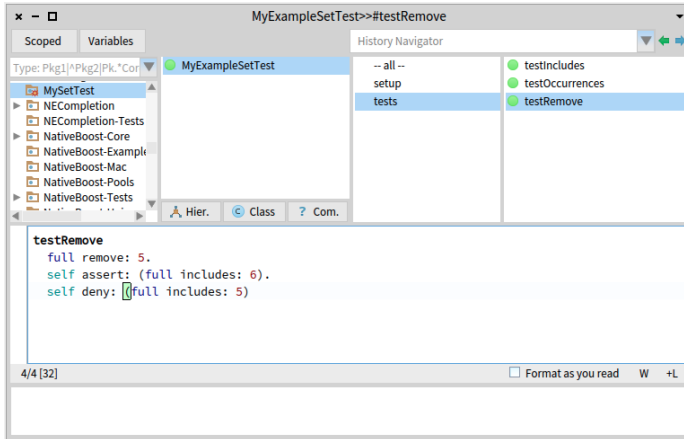 MyExampleSetTest>>#testRemove
Scoped
Variables
History Navigator
Type: Pkg1|^Pkg2|Pk.*Cor
MySetTest
NECompletion
NECompletion-Tests
NativeBoost-Core
NativeBoost-Example
NativeBoost-Mac
NativeBoost-Pools
NativeBoost-Tests
MyExampleSetTest
Hier.
Class
? Com.
-- all --
setup
tests
testIncludes
testOccurrences
testRemove
testRemove
full remove: 5.
self assert: (full includes: 6).
self deny: (full includes: 5)
4/4 [32]
Format as you read
W
+L